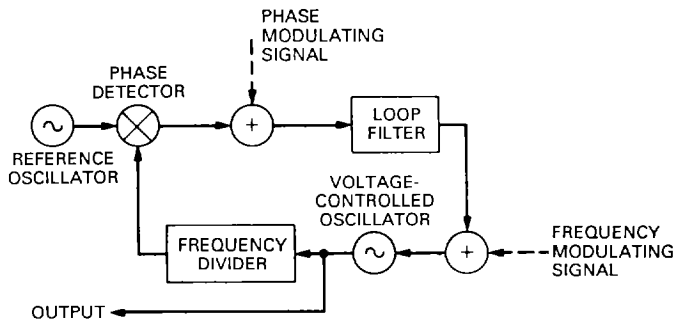 PHASE
MODULATING
SIGNAL
PHASE
DETECTOR
+
LOOP
FILTER
~
REFERENCE
OSCILLATOR
VOLTAGE-
CONTROLLED
OSCILLATOR
FREQUENCY
DIVIDER
~
+
FREQUENCY
MODULATING
SIGNAL
OUTPUT